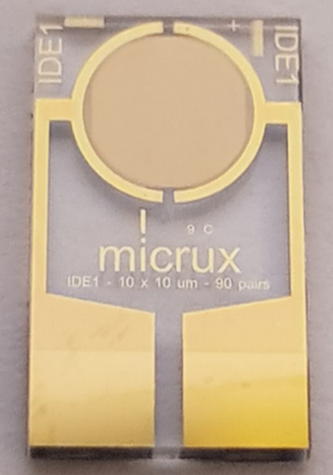 IDE1
+
IDE1
9 C
micrux
IDE1 - 10 x 10 um - 90 pairs